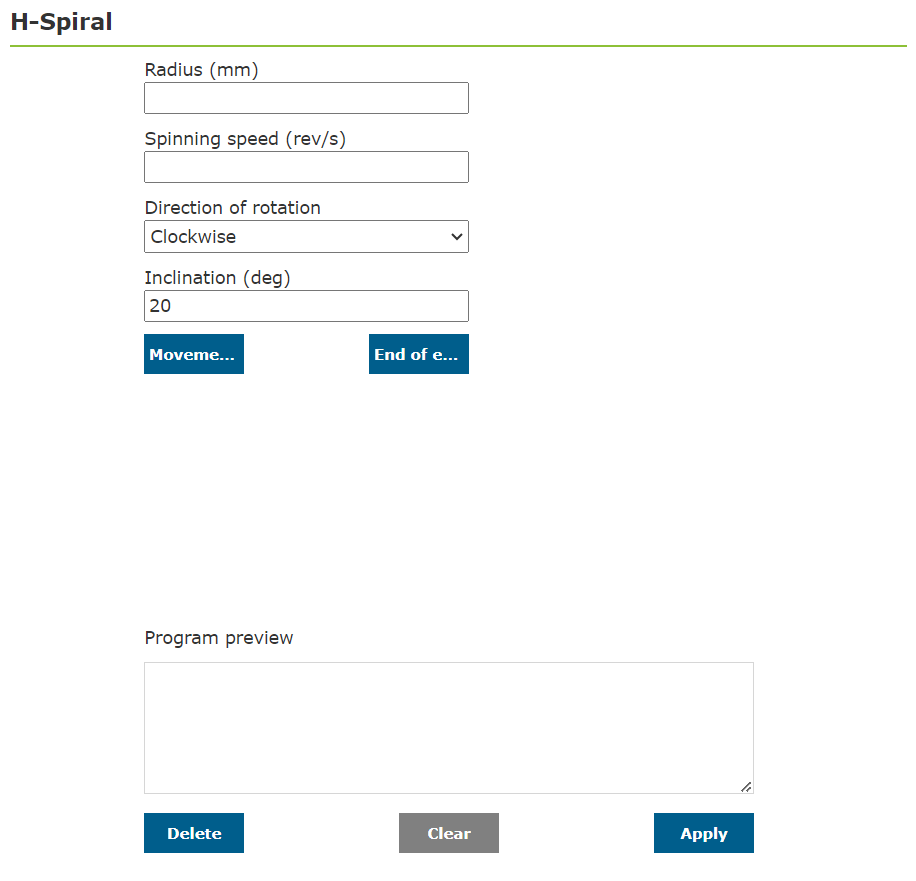 H-Spiral
Radius (mm)
Spinning speed (rev/s)
Direction of rotation
Clockwise
Inclination (deg)
20
Moveme...
End of e...
Program preview
Delete
Clear
Apply